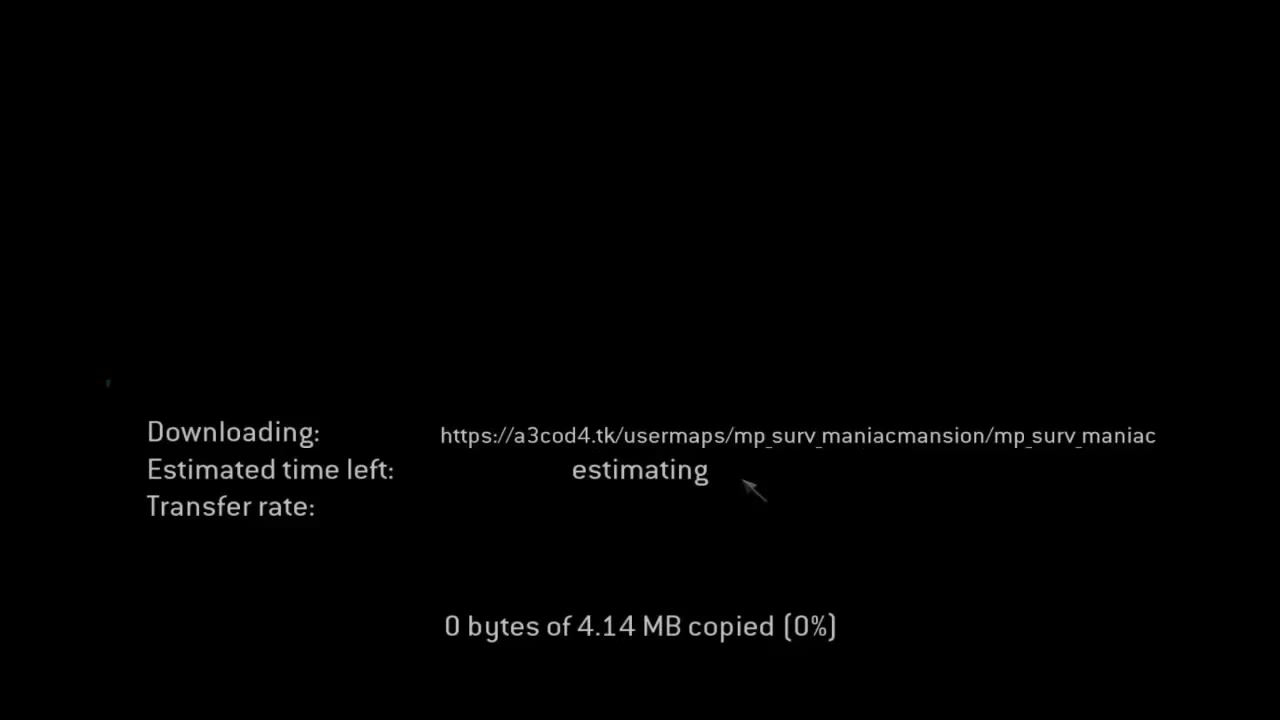 Downloading: https://a3cod4.tk/usermaps/mp_surv_maniacmansion/mp_surv_maniac
Estimated time left: estimating
Transfer rate:
0 bytes of 4.14 MB copied (0%)